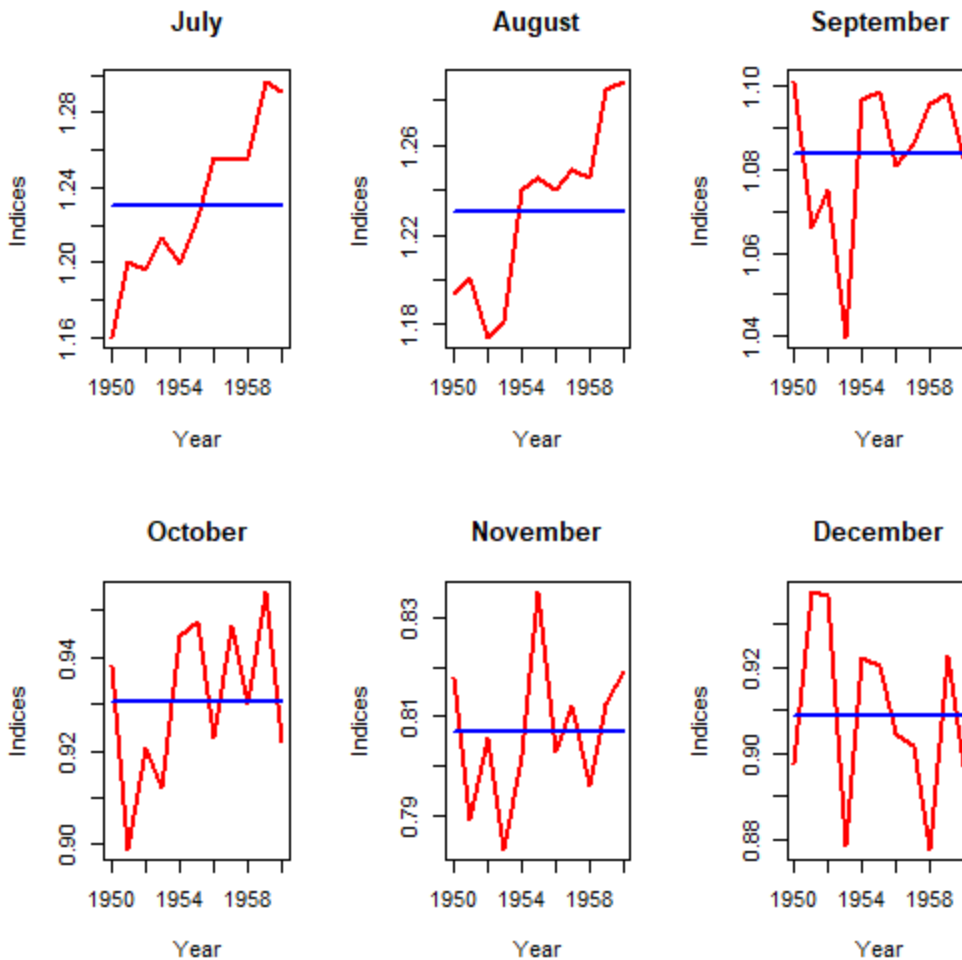 July
August
September
Indices
1.16 1.20 1.24 1.28
1950 1954 1958
Year
Indices
1.18 1.22 1.26
1950 1954 1958
Year
Indices
1.04 1.06 1.08 1.10
1950 1954 1958
Year
October
November
December
Indices
0.90 0.92 0.94
1950 1954 1958
Year
Indices
0.79 0.81 0.83
1950 1954 1958
Year
Indices
0.88 0.90 0.92
1950 1954 1958
Year